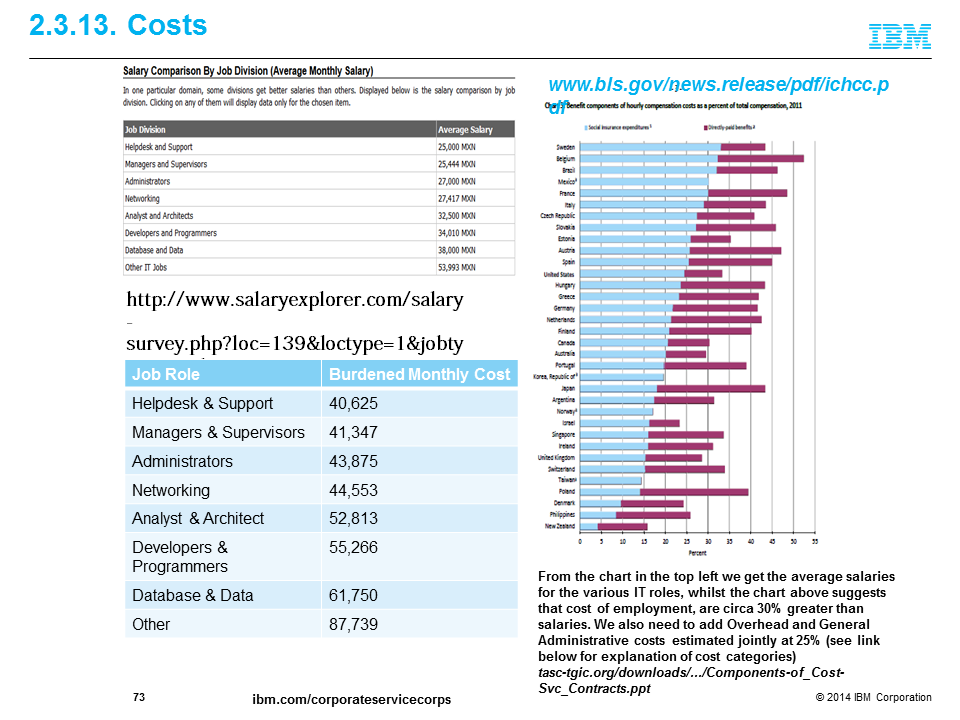 2.3.13. Costs
IBM
Salary Comparison By Job Division (Average Monthly Salary)
In one particular domain, some divisions get better salaries than others. Displayed below is the salary comparison by job
division. Clicking on any of them will display data only for the chosen item.
Job Division Average Salary
Helpdesk and Support 25,000 MXN
Managers and Supervisors 25,444 MXN
Administrators 27,000 MXN
Networking 27,417 MXN
Analyst and Architects 32,500 MXN
Developers and Programmers 34,010 MXN
Database and Data 38,000 MXN
Other IT Jobs 53,993 MXN
http://www.salaryexplorer.com/salary
-
survey.php?loc=139&loctype=1&jobty
Job Role Burdened Monthly Cost
Helpdesk & Support 40,625
Managers & Supervisors 41,347
Administrators 43,875
Networking 44,553
Analyst & Architect 52,813
Developers &
Programmers 55,266
Database & Data 61,750
Other 87,739
www.bls.gov/news.release/pdf/ichcc.p
df
Benefit components of hourly compensation costs as a percent of total compensation, 2011
Social insurance expenditures Directly-paid benefits
Sweden
Belgium
Brazil
Mexico
France
Italy
Czech Republic
Slovakia
Estonia
Austria
Spain
United States
Hungary
Greece
Germany
Netherlands
Finland
Canada
Australia
Portugal
Korea, Republic of
Japan
Argentina
Norway
Israel
Singapore
Ireland
United Kingdom
Switzerland
Taiwan
Poland
Denmark
Philippines
New Zealand
0 5 10 15 20 25 30 35 40 45 50 55
Percent
From the chart in the top left we get the average salaries
for the various IT roles, whilst the chart above suggests
that cost of employment, are circa 30% greater than
salaries. We also need to add Overhead and General
Administrative costs estimated jointly at 25% (see link
below for explanation of cost categories)
tasc-tgic.org/downloads/.../Components-of_Cost-
Svc_Contracts.ppt
73
ibm.com/corporateservicecorps
© 2014 IBM Corporation